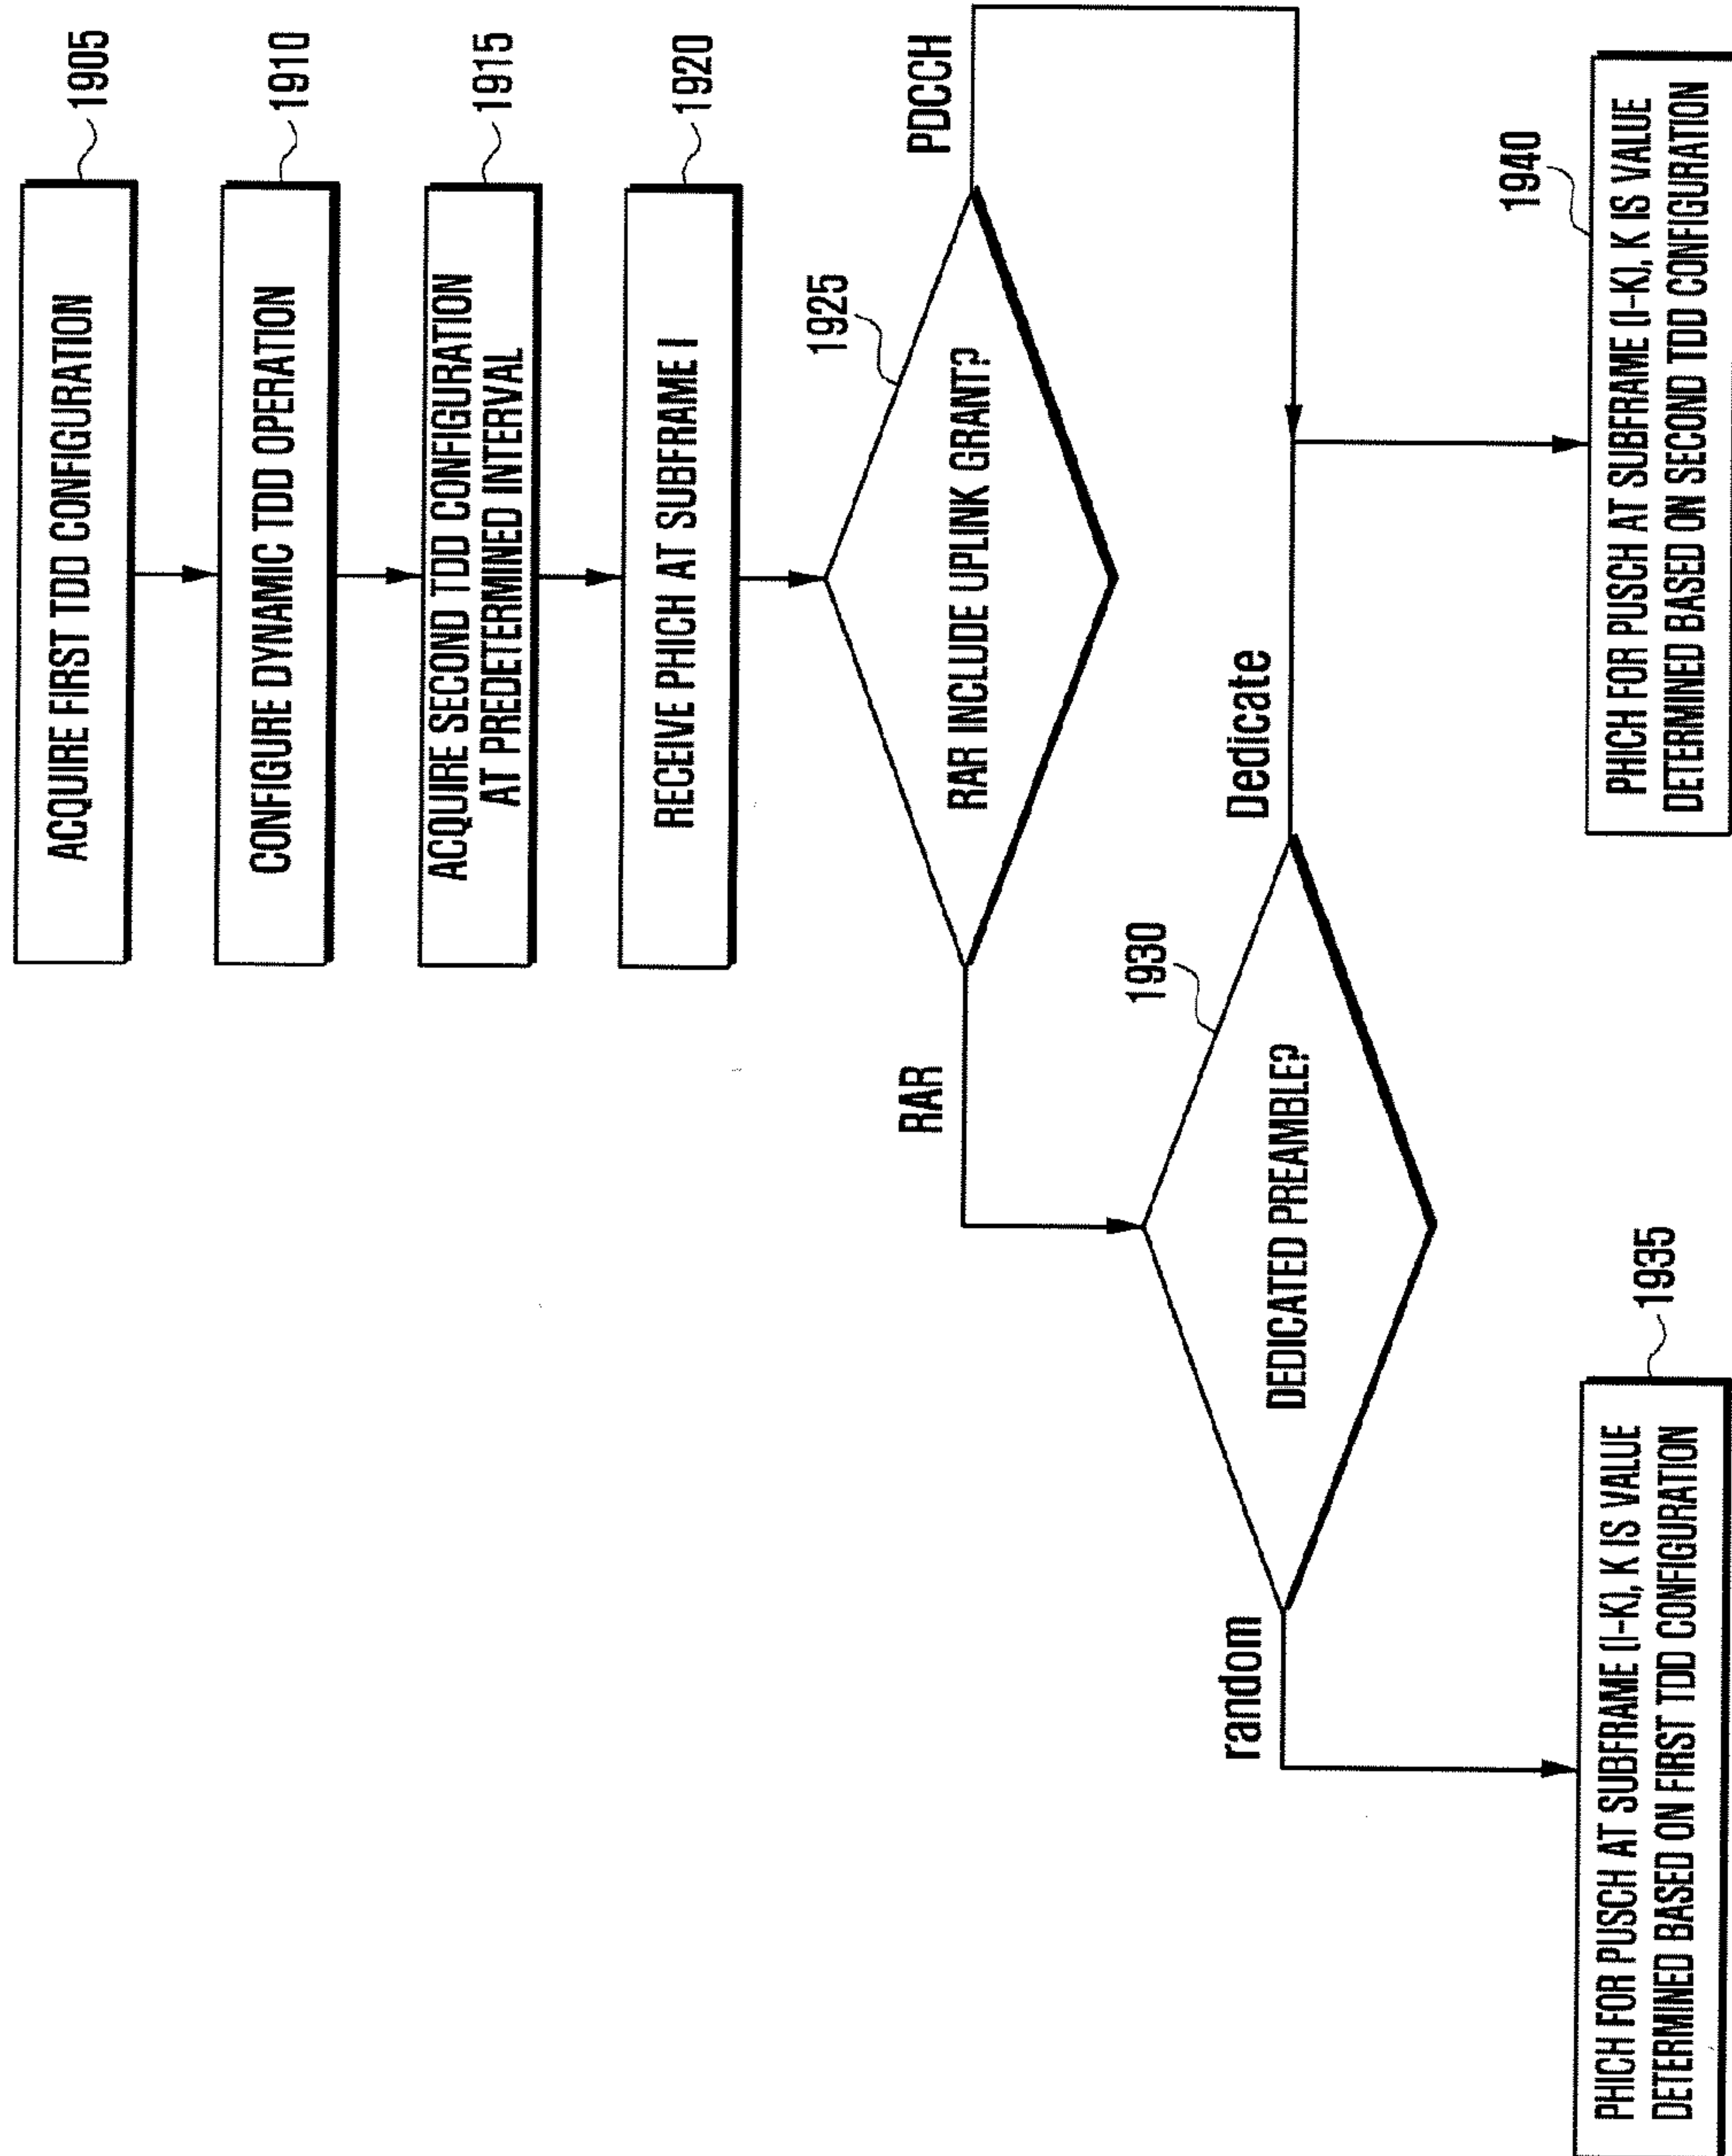 ACQUIRE FIRST TDD CONFIGURATION
1905
CONFIGURE DYNAMIC TDD OPERATION
1910
ACQUIRE SECOND TDD CONFIGURATION
AT PREDETERMINED INTERVAL
1915
RECEIVE PHICH AT SUBFRAME I
1920
1925
RAR INCLUDE UPLINK GRANT?
RAR
PDCCH
1930
DEDICATED PREAMBLE?
random
Dedicate
1935
PHICH FOR PUSCH AT SUBFRAME (I-K), K IS VALUE
DETERMINED BASED ON FIRST TDD CONFIGURATION
1940
PHICH FOR PUSCH AT SUBFRAME (I-K), K IS VALUE
DETERMINED BASED ON SECOND TDD CONFIGURATION